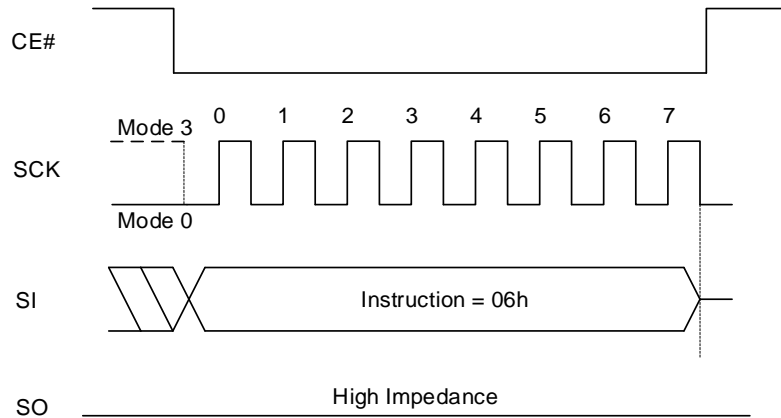 CE#
0 1 2 3 4 5 6 7
Mode 3
SCK
Mode 0
SI
Instruction = 06h
High Impedance
SO